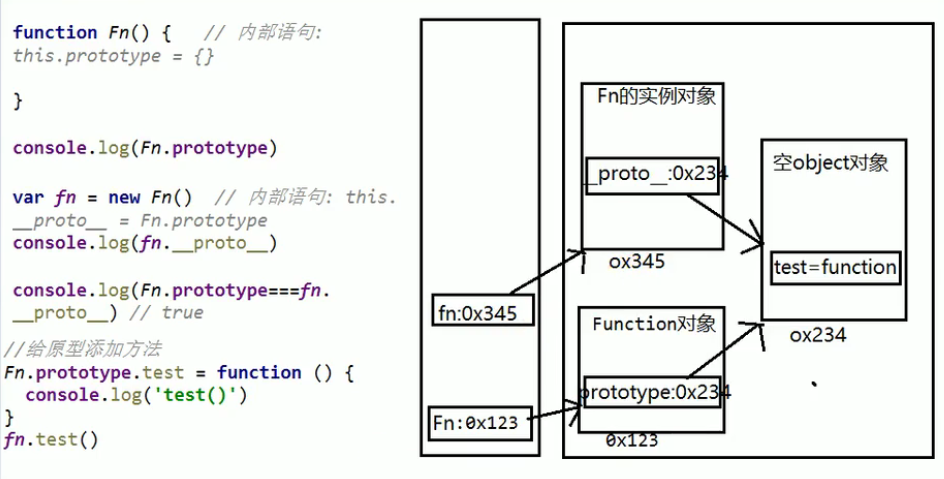 function Fn() {   // 内部语句:
this.prototype = {}
}
console.log(Fn.prototype)
var fn = new Fn()  // 内部语句: this.
__proto__ = Fn.prototype
console.log(fn.__proto__)
console.log(Fn.prototype===fn.
__proto__) // true
//给原型添加方法
Fn.prototype.test = function () {
  console.log('test()')
}
fn.test()
fn:0x345
Fn:0x123
Fn的实例对象
__proto__:0x234
ox345
Function对象
prototype:0x234
0x123
空object对象
test=function
ox234